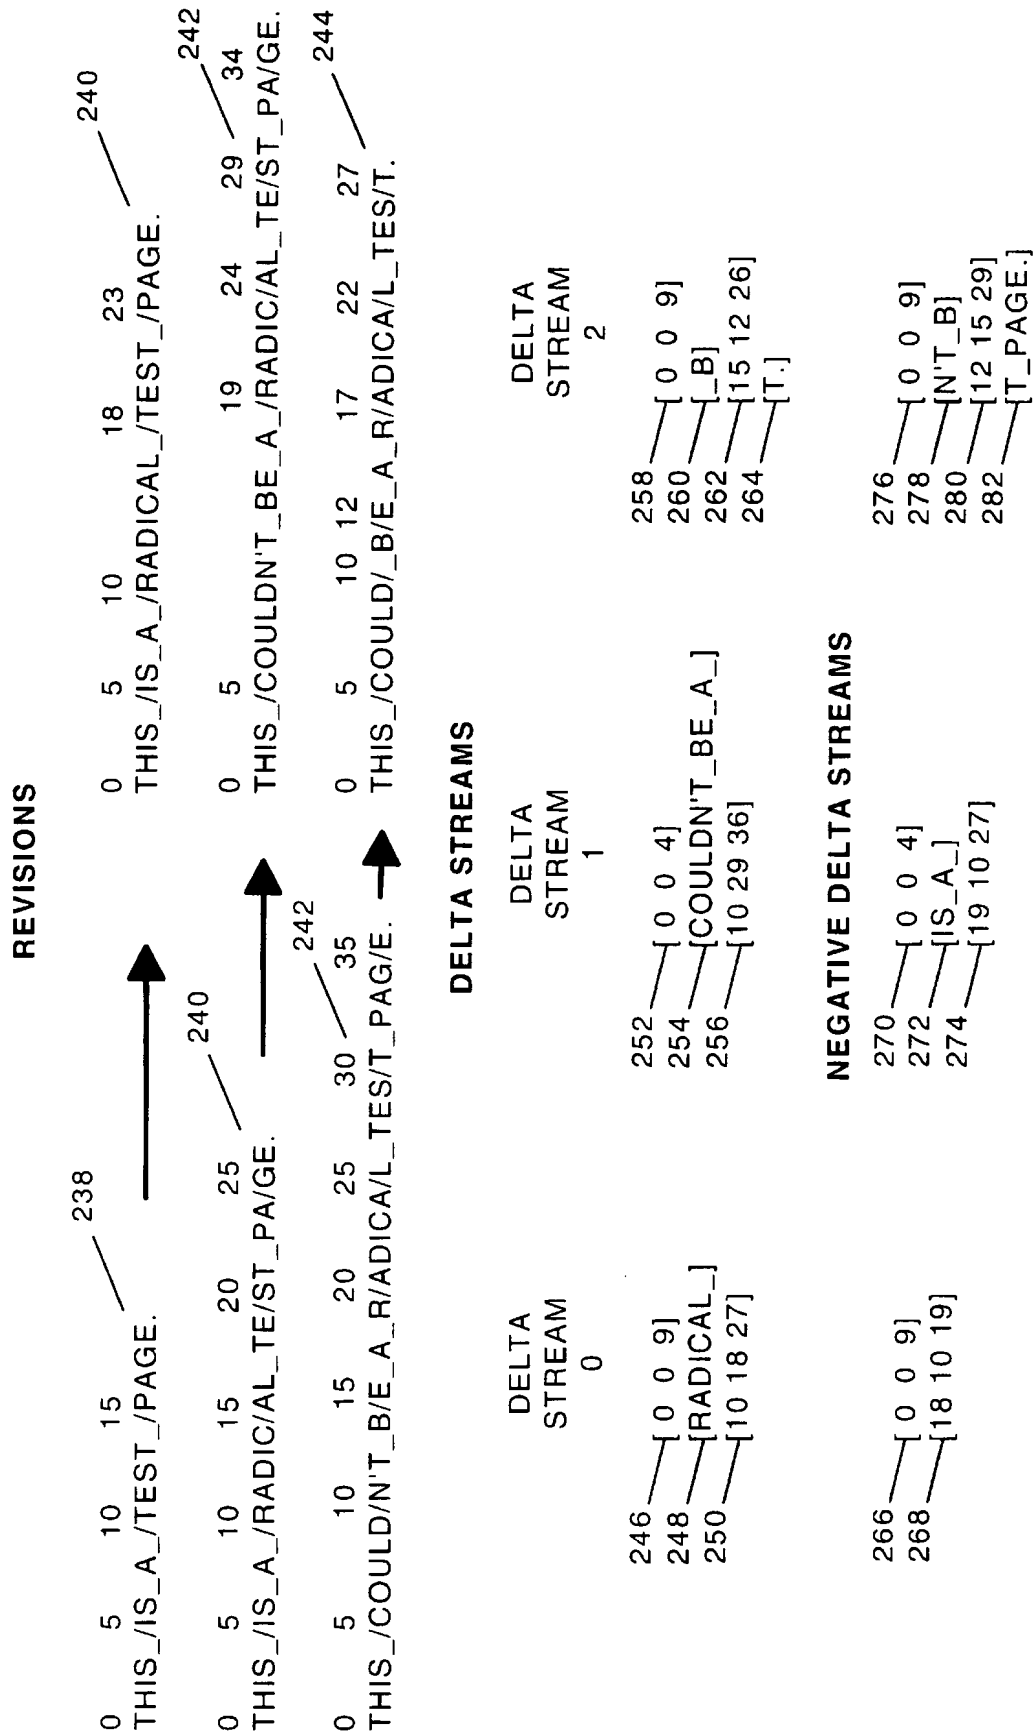 REVISIONS
238
240
0 5 10 15
0 5 10 18 23
THIS_/IS_A_/TEST_/PAGE.
THIS_/IS_A_/RADICAL_/TEST_/PAGE.
240
242
0 5 10 15 20 25
0 5 19 24 29 34
THIS_/IS_A_/RADIC/AL_TE/ST_PA/GE.
THIS_/COULDN'T_BE_A_/RADIC/AL_TE/ST_PA/GE.
242
244
0 5 10 15 20 25 30 35
0 5 10 12 17 22 27
THIS_/COULD/N'T_B/E_A_R/ADICA/L_TES/T_PAG/E.
THIS_/COULD/_B/E_A_R/ADICA/L_TES/T.
DELTA STREAMS
DELTA STREAM 0
DELTA STREAM 1
DELTA STREAM 2
246 [ 0 0 9]
248 [RADICAL_]
250 [10 18 27]
252 [ 0 0 4]
254 [COULDN'T_BE_A_]
256 [10 29 36]
258 [ 0 0 9]
260 [_B]
262 [15 12 26]
264 [T.]
NEGATIVE DELTA STREAMS
266 [ 0 0 9]
268 [18 10 19]
270 [ 0 0 4]
272 [IS_A_]
274 [19 10 27]
276 [ 0 0 9]
278 [N'T_B]
280 [12 15 29]
282 [T_PAGE.]